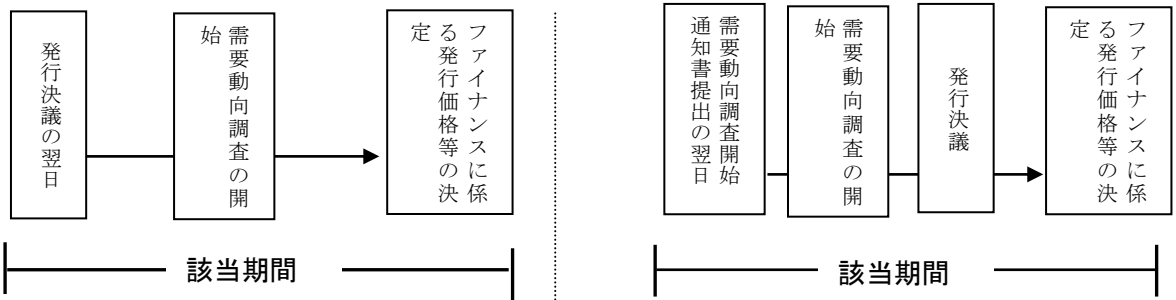 発行決議の翌日
需要動向調査の開
始
ファイナンスに係
る発行価格等の決
定
該当期間
需要動向調査開始
通知書提出の翌日
需要動向調査の開
始
発行決議
ファイナンスに係
る発行価格等の決
定
該当期間